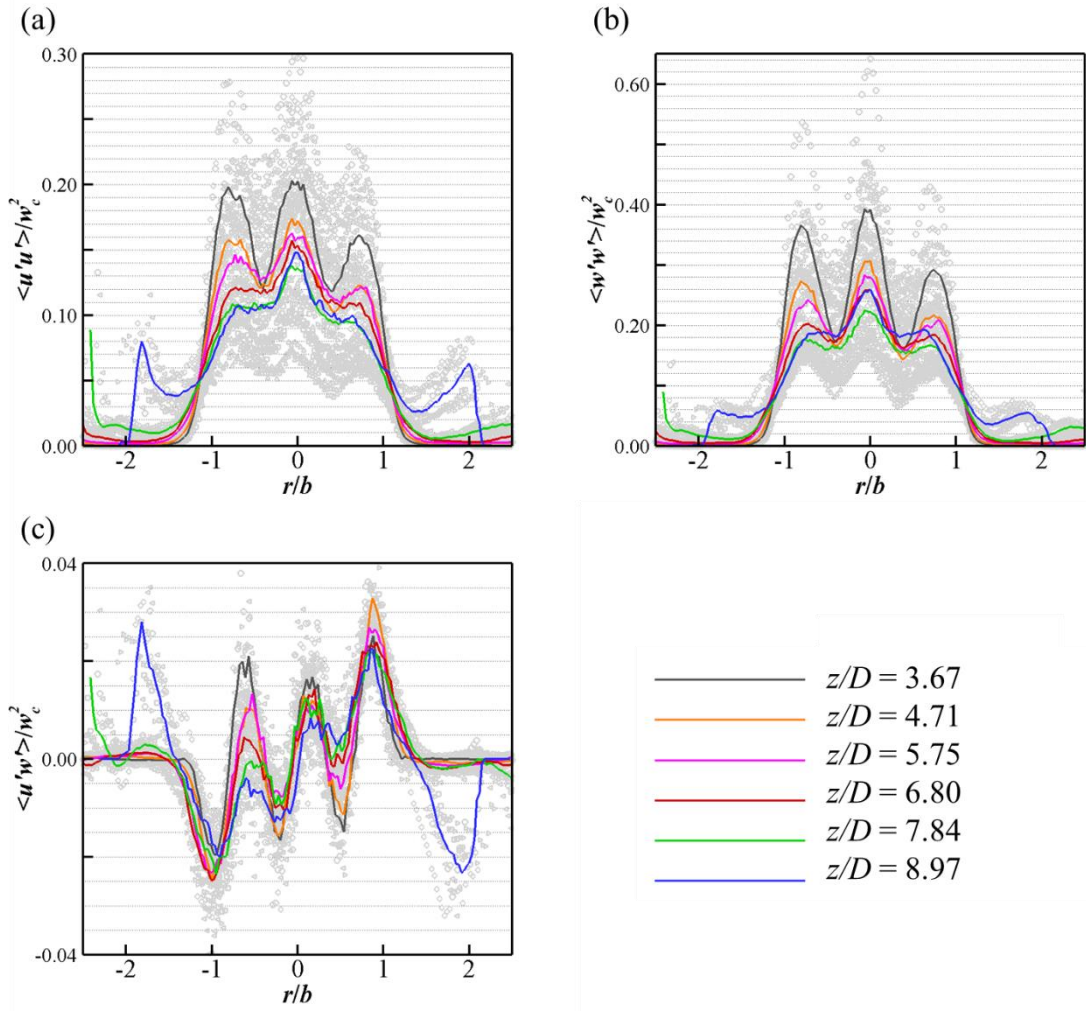 (a)
0.30
0.20
0.10
0.00
<u'u'>/w_c^2
-2 -1 0 1 2
r/b
(b)
0.60
0.40
0.20
0.00
<w'w'>/w_c^2
-2 -1 0 1 2
r/b
(c)
0.04
0.00
-0.04
<u'w'>/w_c^2
-2 -1 0 1 2
r/b
z/D = 3.67
z/D = 4.71
z/D = 5.75
z/D = 6.80
z/D = 7.84
z/D = 8.97